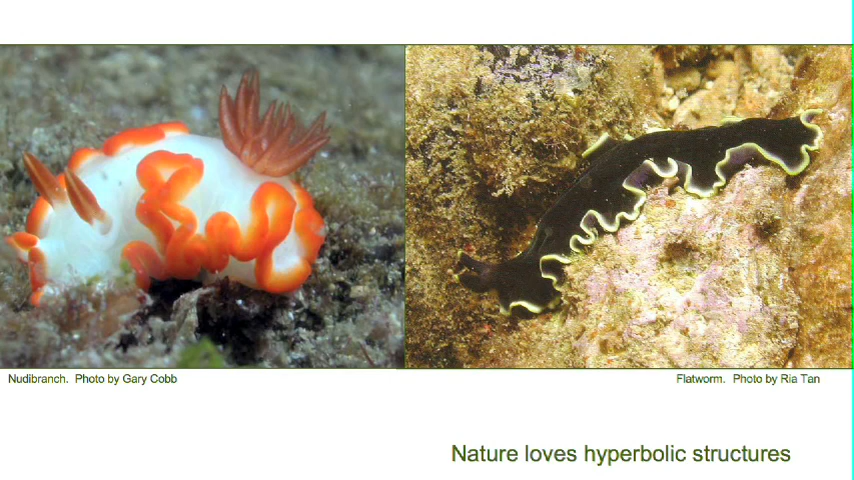 Nudibranch. Photo by Gary Cobb
Flatworm. Photo by Ria Tan
Nature loves hyperbolic structures